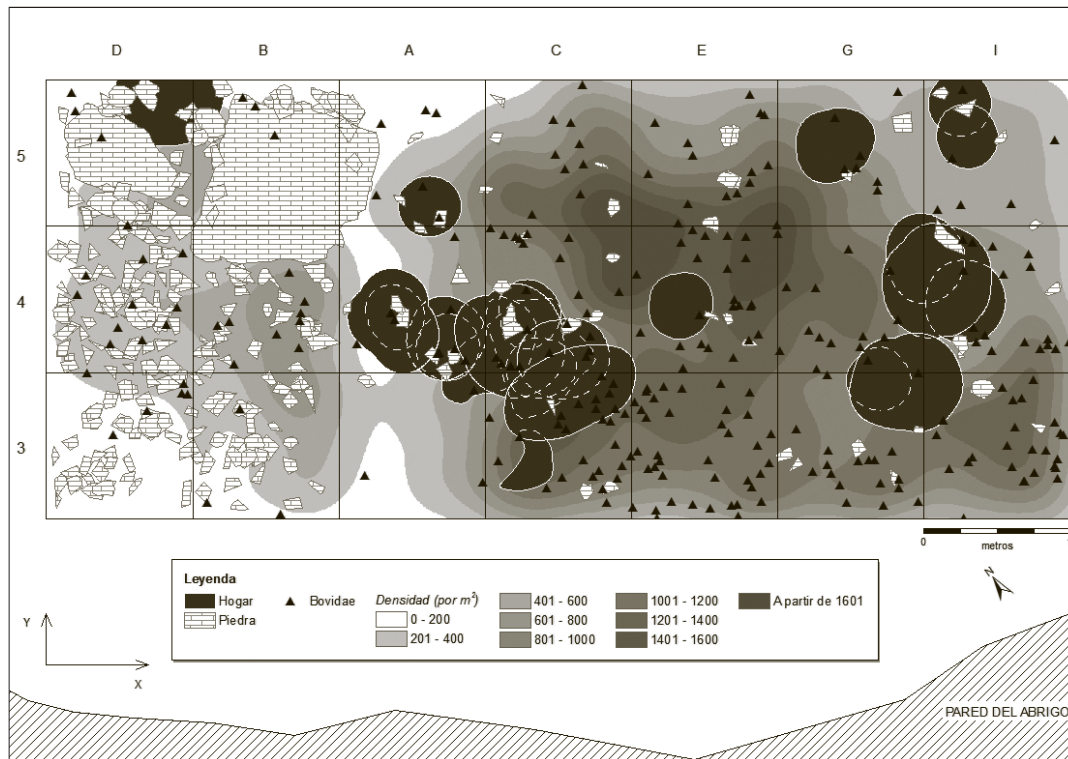 D B A C E G I
5
4
3
0
metros
N
Leyenda
Hogar
Piedra
Bovidae
Densidad (por m²)
0 - 200
201 - 400
401 - 600
601 - 800
801 - 1000
1001 - 1200
1201 - 1400
1401 - 1600
A partir de 1601
Y
X
PARED DEL ABRIGO